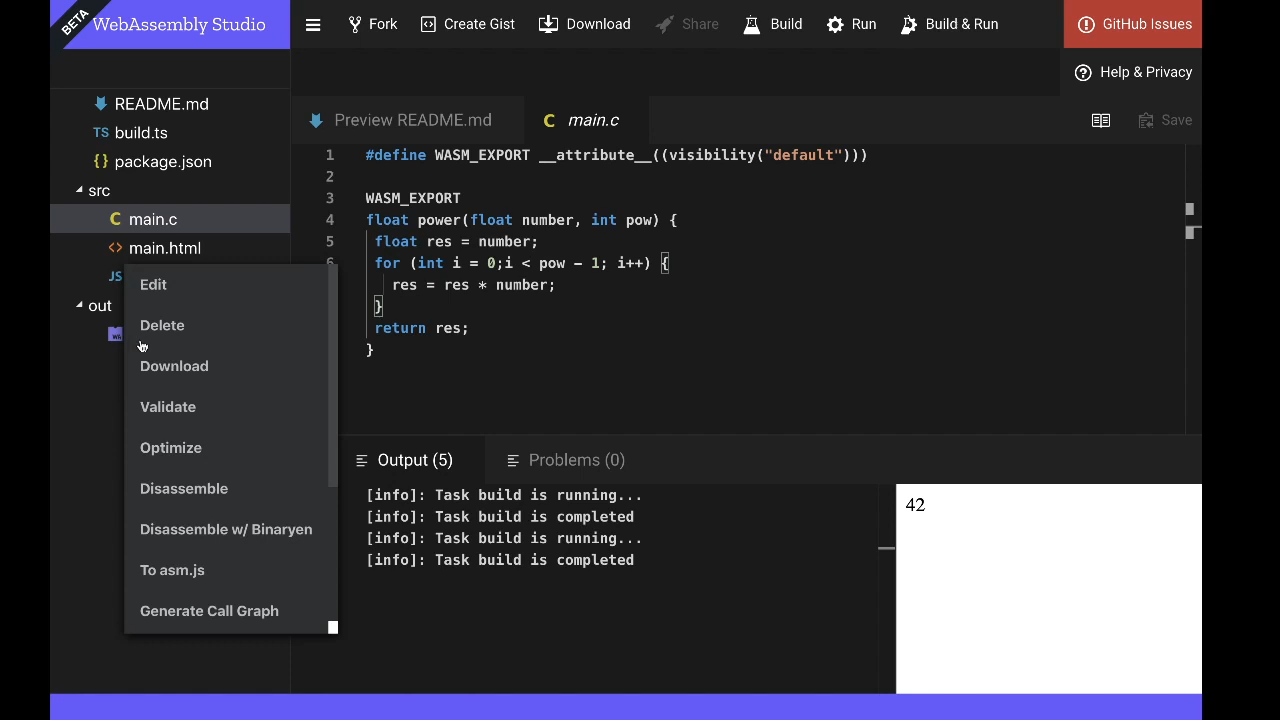 BETA
WebAssembly Studio
Fork
Create Gist
Download
Share
Build
Run
Build & Run
GitHub Issues
Help & Privacy
README.md
TS build.ts
{} package.json
src
C main.c
<> main.html
JS
out
WA
Edit
Delete
Download
Validate
Optimize
Disassemble
Disassemble w/ Binaryen
To asm.js
Generate Call Graph
Preview README.md
C main.c
Save
1 #define WASM_EXPORT __attribute__((visibility("default")))
2
3 WASM_EXPORT
4 float power(float number, int pow) {
5 float res = number;
6 for (int i = 0;i < pow - 1; i++) {
res = res * number;
}
return res;
}
Output (5)
Problems (0)
[info]: Task build is running...
[info]: Task build is completed
[info]: Task build is running...
[info]: Task build is completed
42